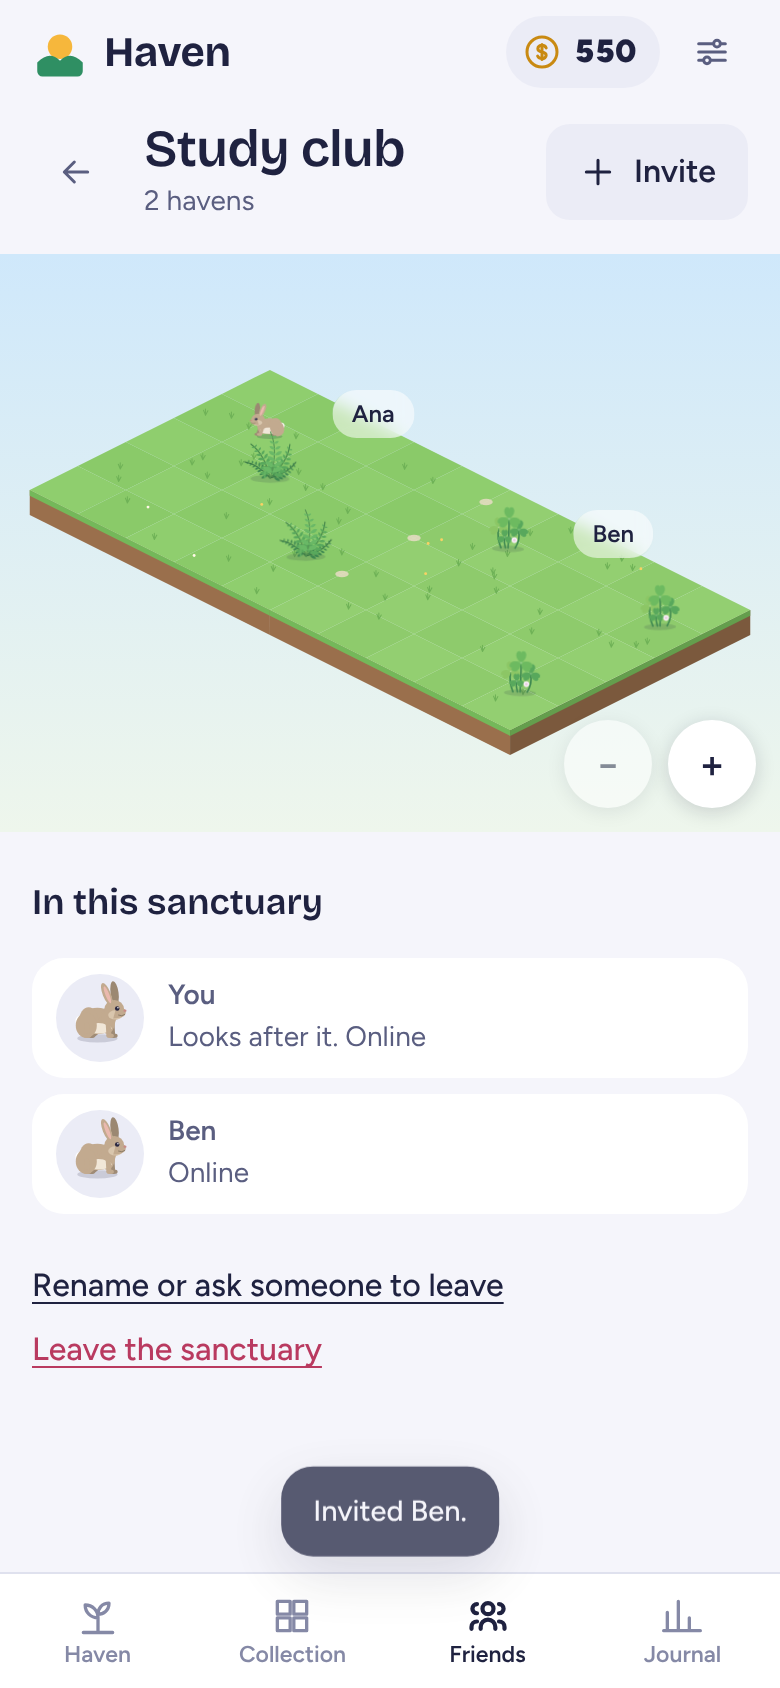 Haven
550
Study club
2 havens
Invite
Ana
Ben
In this sanctuary
You
Looks after it. Online
Ben
Online
Rename or ask someone to leave
Leave the sanctuary
Invited Ben.
Haven
Collection
Friends
Journal